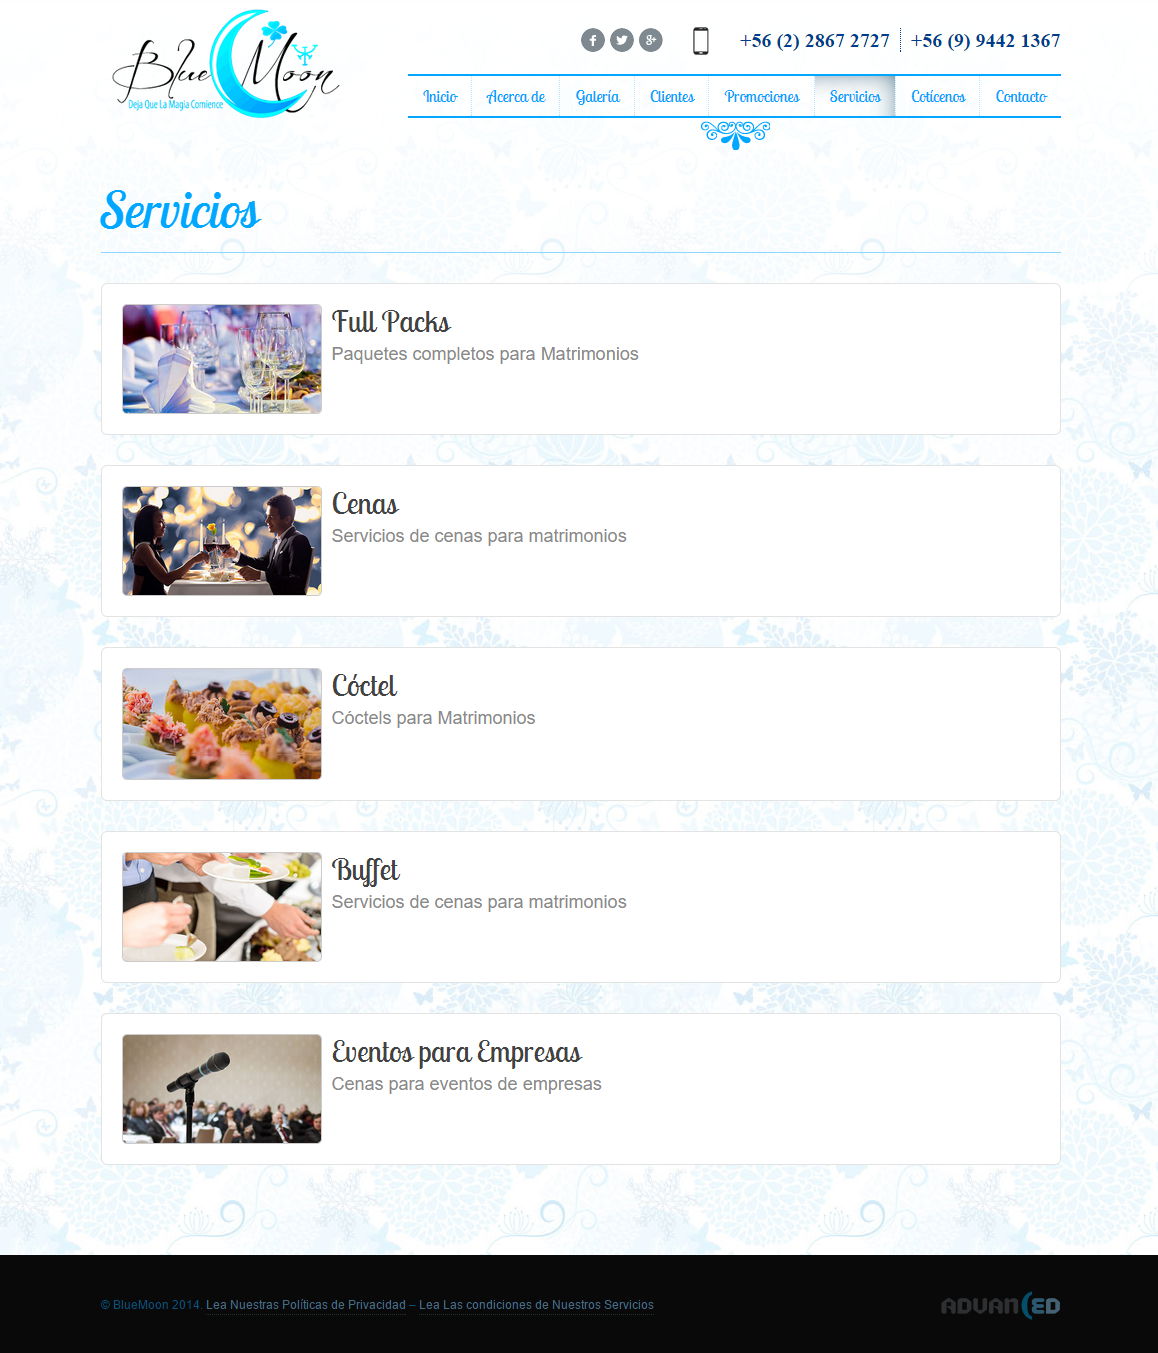 Blue Moon
Deja Que La Magia Comience
+56 (2) 2867 2727
+56 (9) 9442 1367
Inicio
Acerca de
Galería
Clientes
Promociones
Servicios
Cotícenos
Contacto
Servicios
Full Packs
Paquetes completos para Matrimonios
Cenas
Servicios de cenas para matrimonios
Cóctel
Cóctels para Matrimonios
Buffet
Servicios de cenas para matrimonios
Eventos para Empresas
Cenas para eventos de empresas
© BlueMoon 2014. Lea Nuestras Políticas de Privacidad – Lea Las condiciones de Nuestros Servicios
ADVANCED